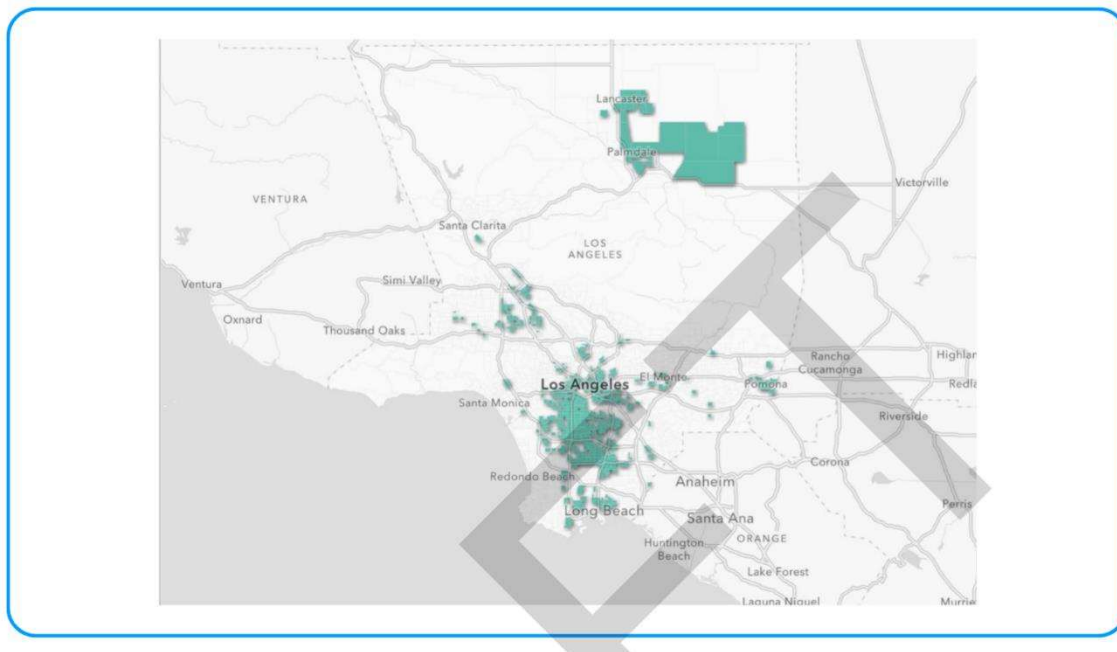 Lancaster
Palmdale
Victorville
VENTURA
Santa Clarita
LOS
ANGELES
Simi Valley
Ventura
Oxnard
Thousand Oaks
Rancho
Cucamonga
Highlan
Los Angeles
El Monte
Pomona
Redla
Santa Monica
Riverside
Corona
Redondo Beach
Anaheim
Perris
Long Beach
Santa Ana
ORANGE
Huntington
Beach
Lake Forest
Laguna Niguel
Murrie